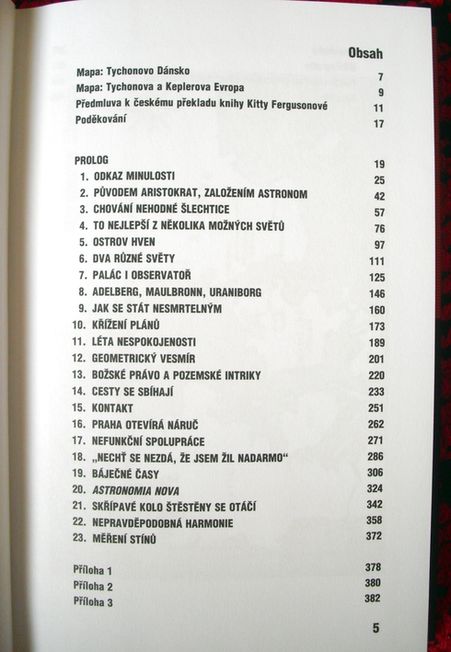 Obsah
Mapa: Tychonovo Dánsko 7
Mapa: Tychonova a Keplerova Evropa 9
Předmluva k českému překladu knihy Kitty Fergusonové 11
Poděkování 17
PROLOG 19
1. ODKAZ MINULOSTI 25
2. PŮVODEM ARISTOKRAT, ZALOŽENÍM ASTRONOM 42
3. CHOVÁNÍ NEHODNÉ ŠLECHTICE 57
4. TO NEJLEPŠÍ Z NĚKOLIKA MOŽNÝCH SVĚTŮ 76
5. OSTROV HVEN 97
6. DVA RŮZNÉ SVĚTY 111
7. PALÁC I OBSERVATOŘ 125
8. ADELBERG, MAULBRONN, URANIBORG 146
9. JAK SE STÁT NESMRTELNÝM 160
10. KŘÍŽENÍ PLÁNŮ 173
11. LÉTA NESPOKOJENOSTI 189
12. GEOMETRICKÝ VESMÍR 201
13. BOŽSKÉ PRÁVO A POZEMSKÉ INTRIKY 220
14. CESTY SE SBÍHAJÍ 233
15. KONTAKT 251
16. PRAHA OTEVÍRÁ NÁRUČ 262
17. NEFUNKČNÍ SPOLUPRÁCE 271
18. „NECHŤ SE NEZDÁ, ŽE JSEM ŽIL NADARMO“ 286
19. BÁJEČNÉ ČASY 306
20. ASTRONOMIA NOVA 324
21. SKŘÍPAVÉ KOLO ŠTĚSTĚNY SE OTÁČÍ 342
22. NEPRAVDĚPODOBNÁ HARMONIE 358
23. MĚŘENÍ STÍNŮ 372
Příloha 1 378
Příloha 2 380
Příloha 3 382
5